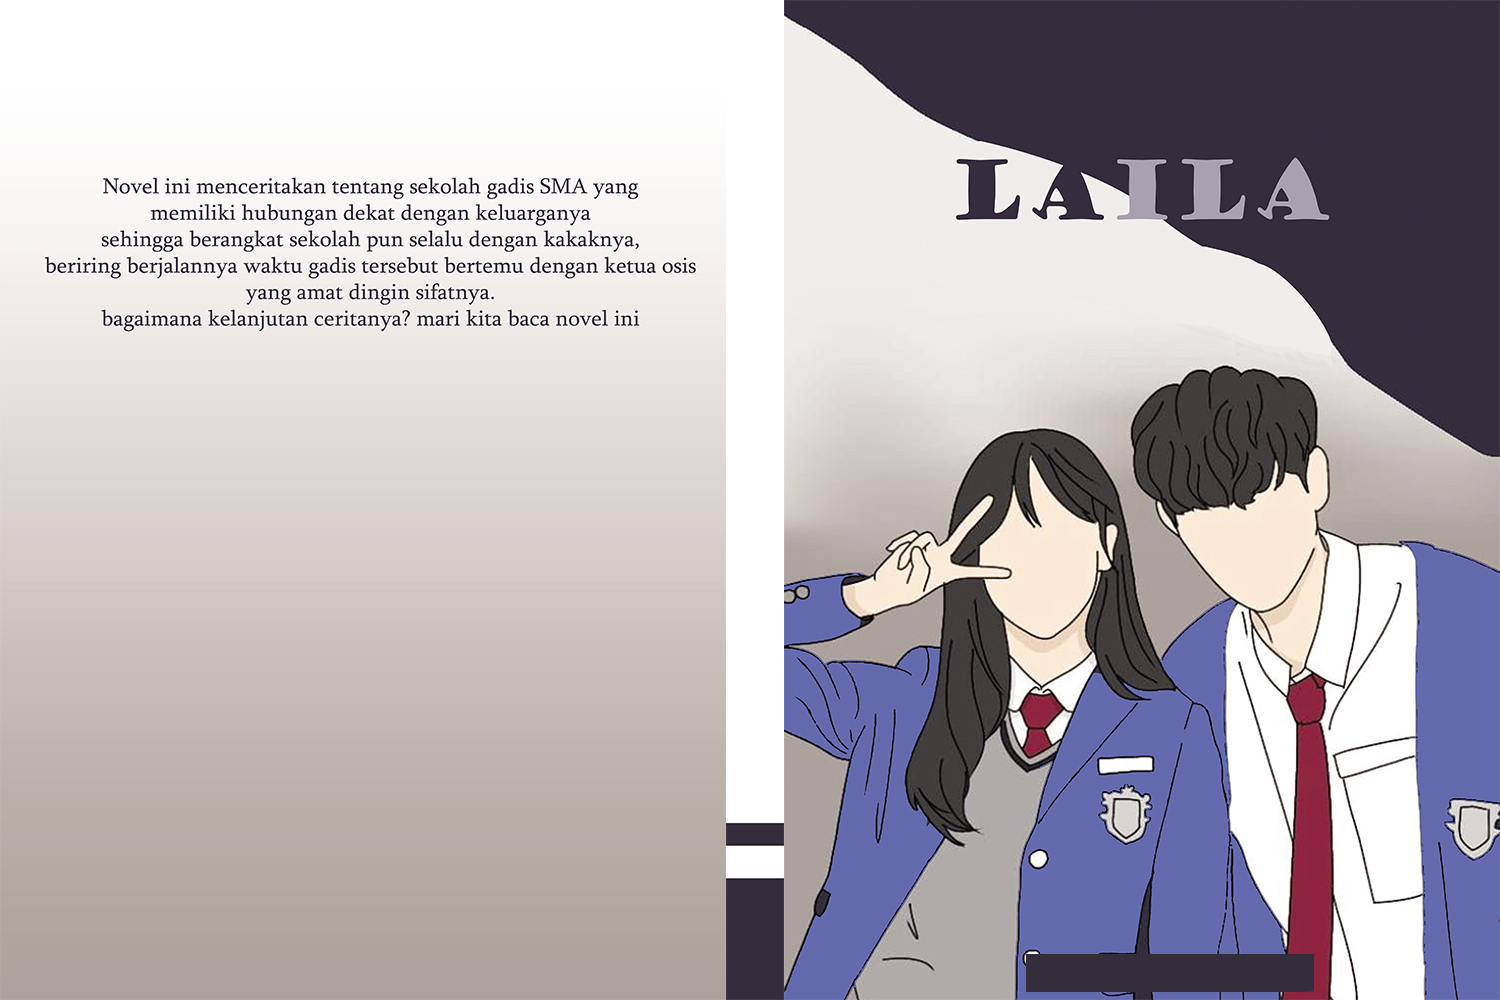 Novel ini menceritakan tentang sekolah gadis SMA yang
memiliki hubungan dekat dengan keluarganya
sehingga berangkat sekolah pun selalu dengan kakaknya,
beriring berjalannya waktu gadis tersebut bertemu dengan ketua osis
yang amat dingin sifatnya.
bagaimana kelanjutan ceritanya? mari kita baca novel ini
LAILA